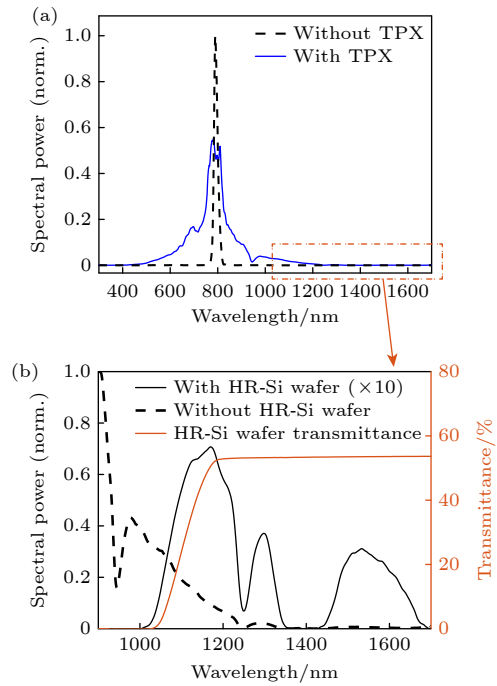 (a)
Without TPX
With TPX
1.0
0.8
0.6
0.4
0.2
0
Spectral power (norm.)
400 600 800 1000 1200 1400 1600
Wavelength/nm
(b)
With HR-Si wafer (×10)
Without HR-Si wafer
HR-Si wafer transmittance
1.0
0.8
0.6
0.4
0.2
0
Spectral power (norm.)
80
60
40
20
0
Transmittance/%
1000 1200 1400 1600
Wavelength/nm